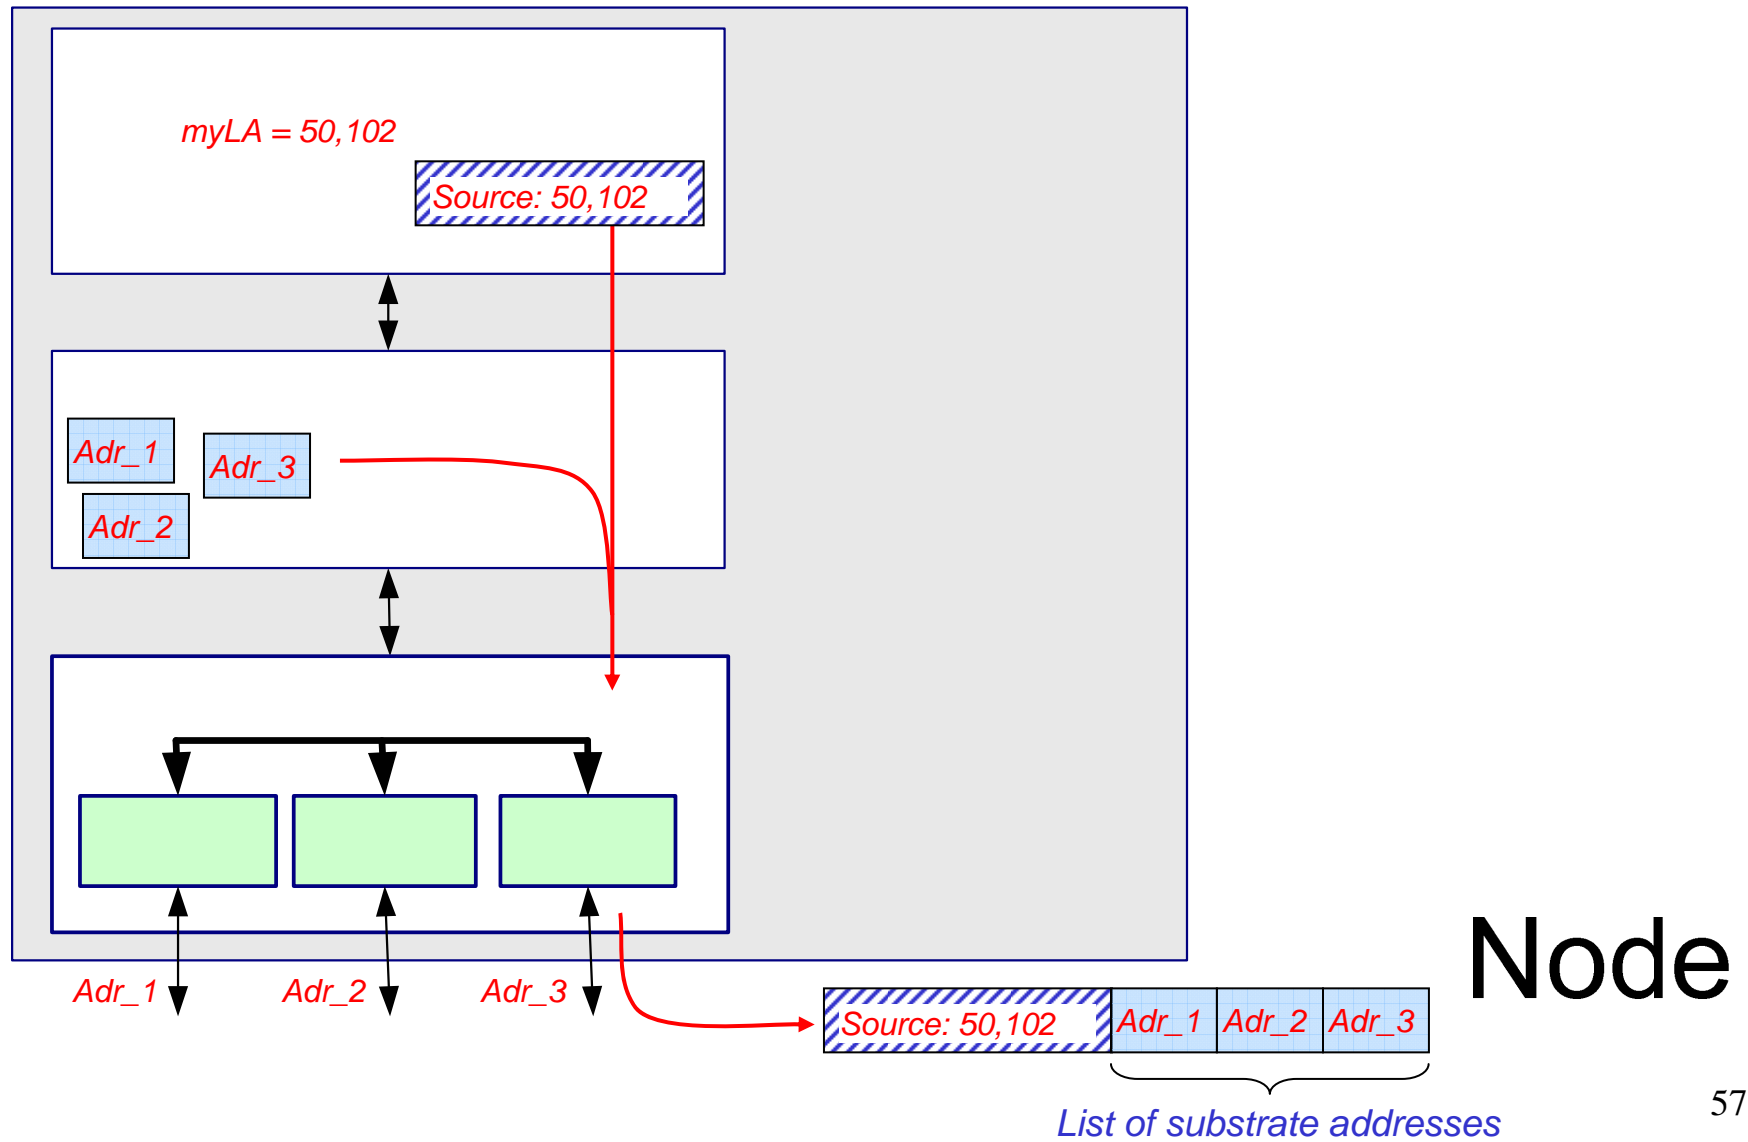 myLA = 50,102
Source: 50,102
Adr_1
Adr_3
Adr_2
Adr_1
Adr_2
Adr_3
Node
Source: 50,102
Adr_1
Adr_2
Adr_3
List of substrate addresses
57